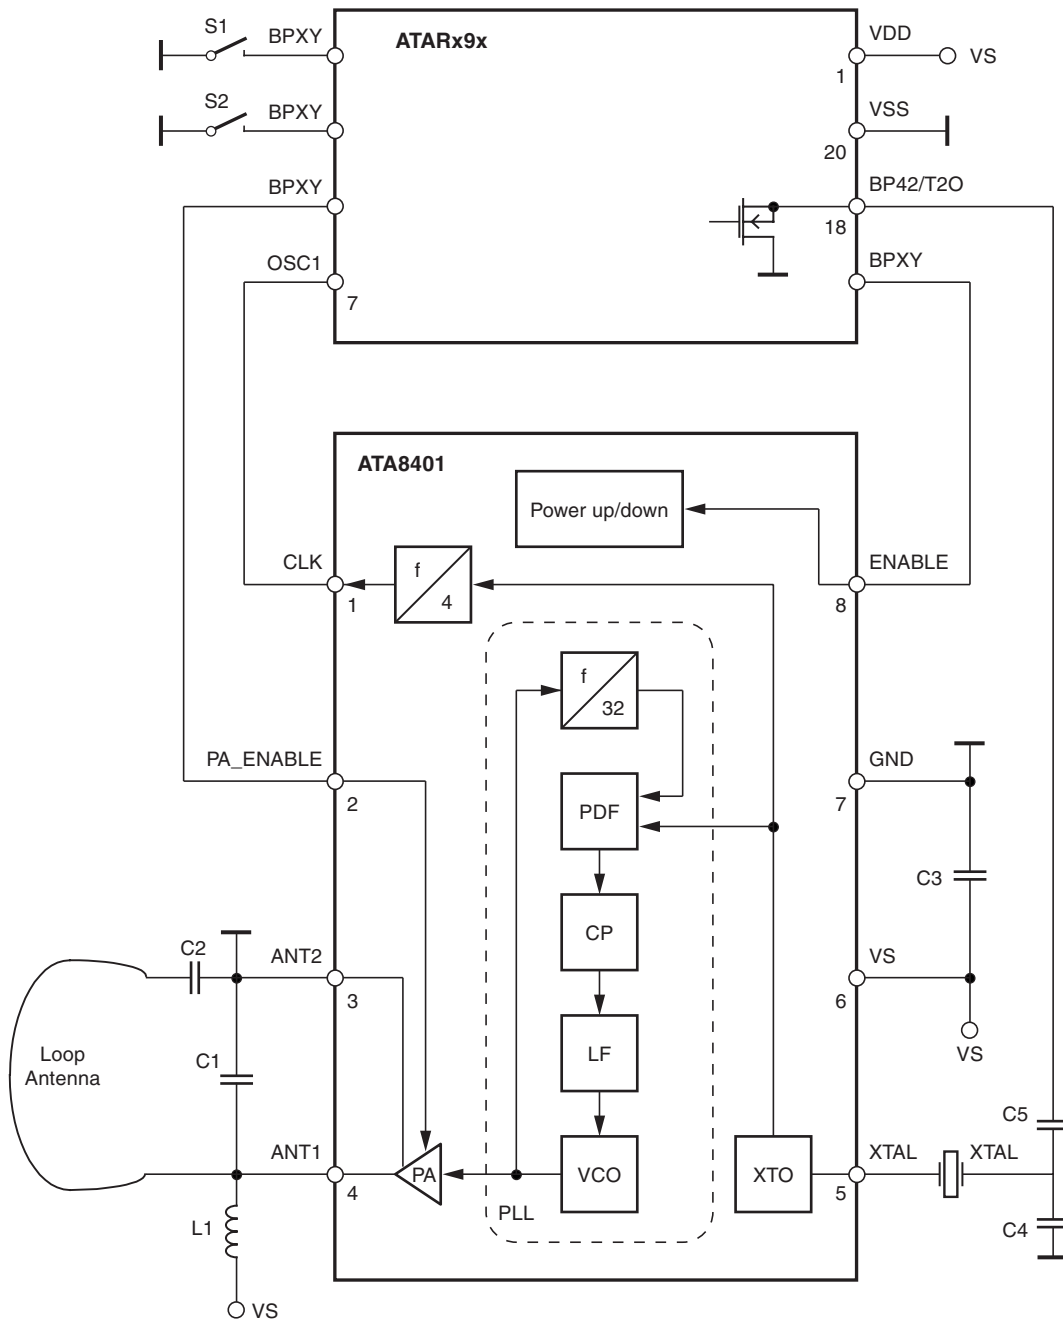 S1
BPXY
ATARx9x
VDD
1
VS
S2
BPXY
VSS
20
BPXY
BP42/T2O
18
OSC1
7
BPXY
ATA8401
Power up/down
CLK
1
f
4
ENABLE
8
f
32
PA_ENABLE
2
PDF
GND
7
C3
CP
C2
ANT2
3
VS
6
Loop
Antenna
C1
LF
VS
C5
ANT1
4
PA
VCO
XTO
XTAL
5
XTAL
PLL
L1
C4
VS